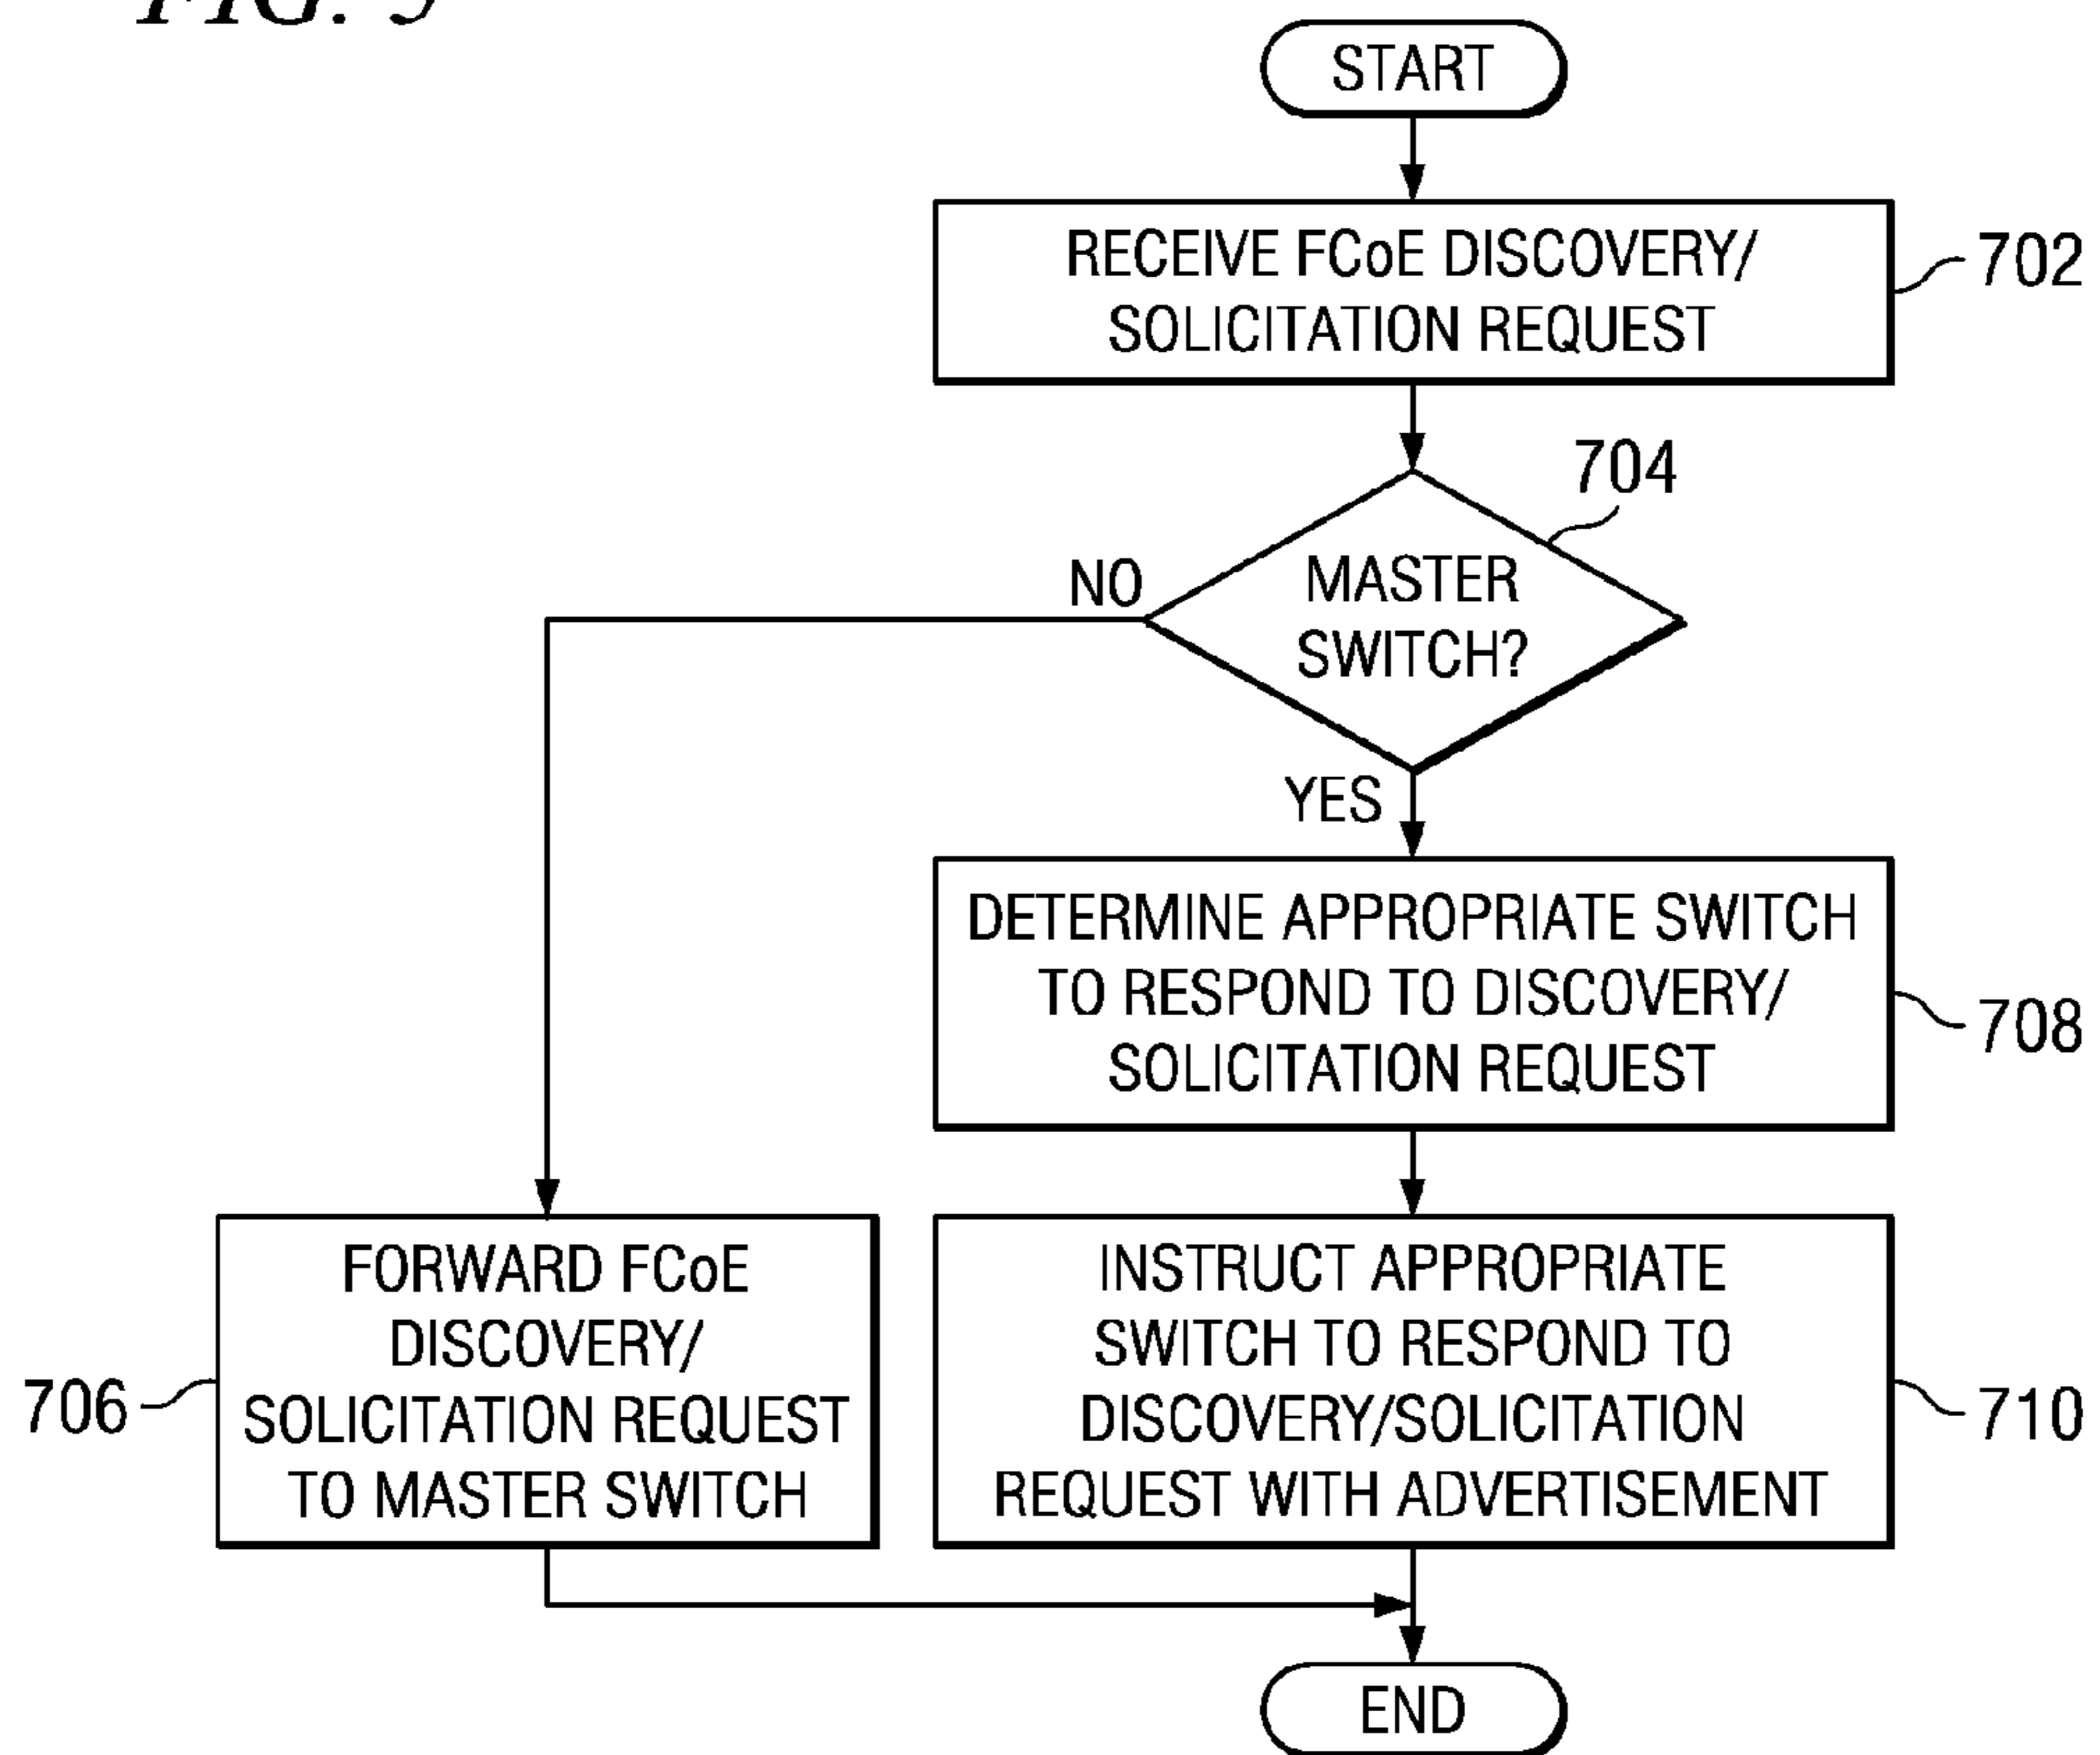 FIG.
START
RECEIVE FCoE DISCOVERY/
SOLICITATION REQUEST
702
704
MASTER
SWITCH?
NO
YES
DETERMINE APPROPRIATE SWITCH
TO RESPOND TO DISCOVERY/
SOLICITATION REQUEST
708
FORWARD FCoE
DISCOVERY/
SOLICITATION REQUEST
TO MASTER SWITCH
706
INSTRUCT APPROPRIATE
SWITCH TO RESPOND TO
DISCOVERY/SOLICITATION
REQUEST WITH ADVERTISEMENT
710
END